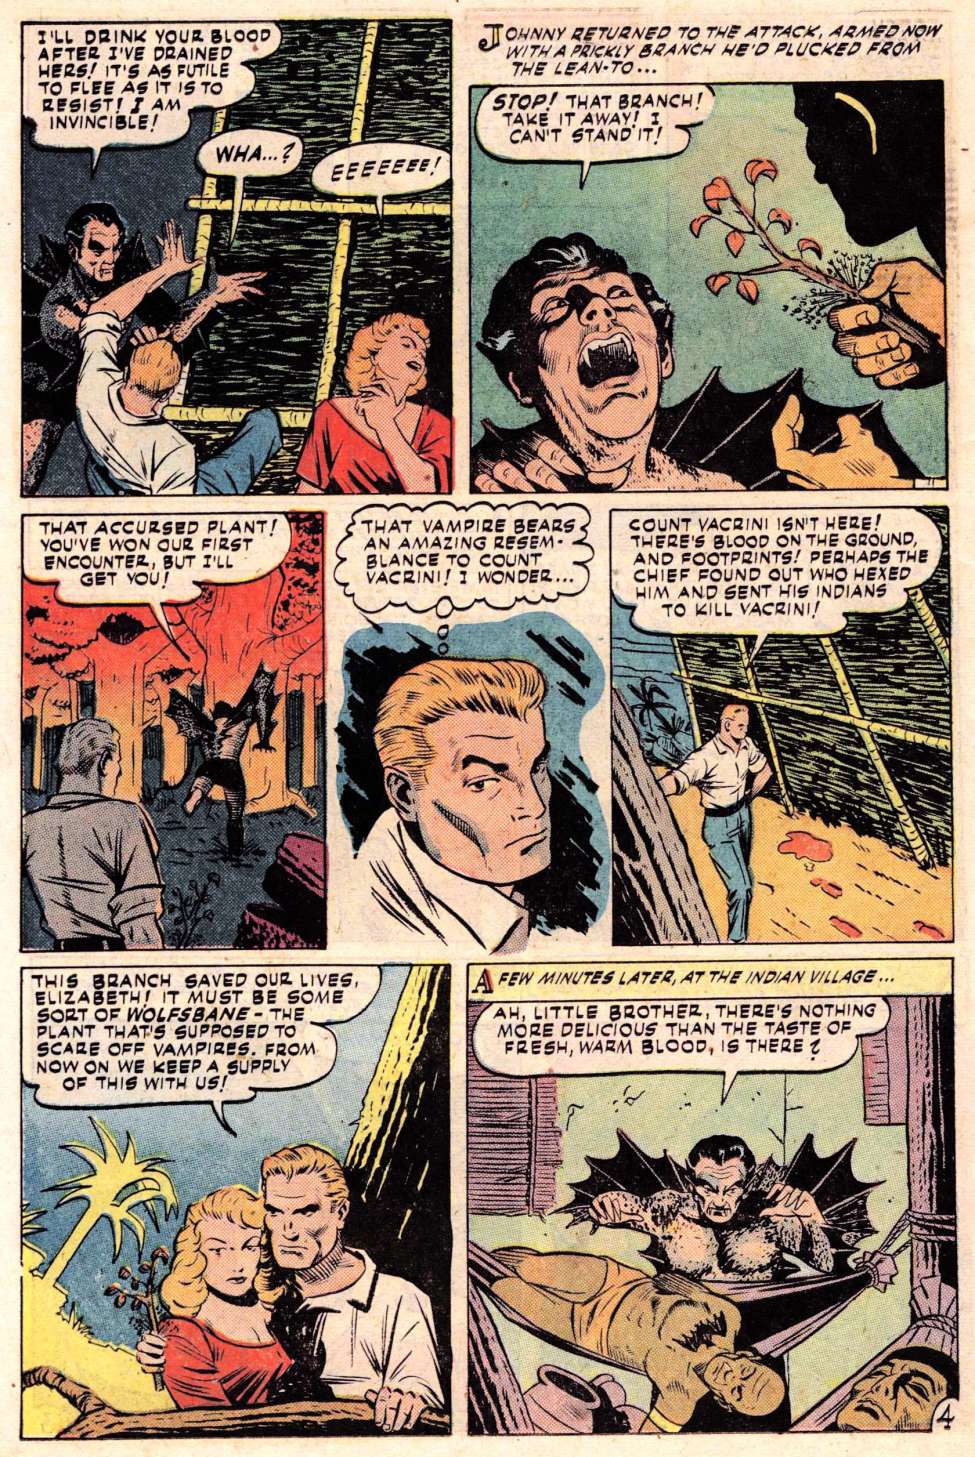 I'LL DRINK YOUR BLOOD
AFTER I'VE DRAINED
HERS! IT'S AS FUTILE
TO FLEE AS IT IS TO
RESIST! I AM
INVINCIBLE!
WHA...?
EEEEEEE!
JOHNNY RETURNED TO THE ATTACK, ARMED NOW
WITH A PRICKLY BRANCH HE'D PLUCKED FROM
THE LEAN-TO...
STOP! THAT BRANCH!
TAKE IT AWAY! I
CAN'T STAND IT!
THAT ACCURSED PLANT!
YOU'VE WON OUR FIRST
ENCOUNTER, BUT I'LL
GET YOU!
THAT VAMPIRE BEARS
AN AMAZING RESEM-
BLANCE TO COUNT
VACRINI! I WONDER...
COUNT VACRINI ISN'T HERE!
THERE'S BLOOD ON THE GROUND,
AND FOOTPRINTS! PERHAPS THE
CHIEF FOUND OUT WHO HEXED
HIM AND SENT HIS INDIANS
TO KILL VACRINI!
THIS BRANCH SAVED OUR LIVES,
ELIZABETH! IT MUST BE SOME
SORT OF WOLFSBANE - THE
PLANT THAT'S SUPPOSED TO
SCARE OFF VAMPIRES. FROM
NOW ON WE KEEP A SUPPLY
OF THIS WITH US!
A FEW MINUTES LATER, AT THE INDIAN VILLAGE...
AH, LITTLE BROTHER, THERE'S NOTHING
MORE DELICIOUS THAN THE TASTE OF
FRESH, WARM BLOOD, IS THERE?
4